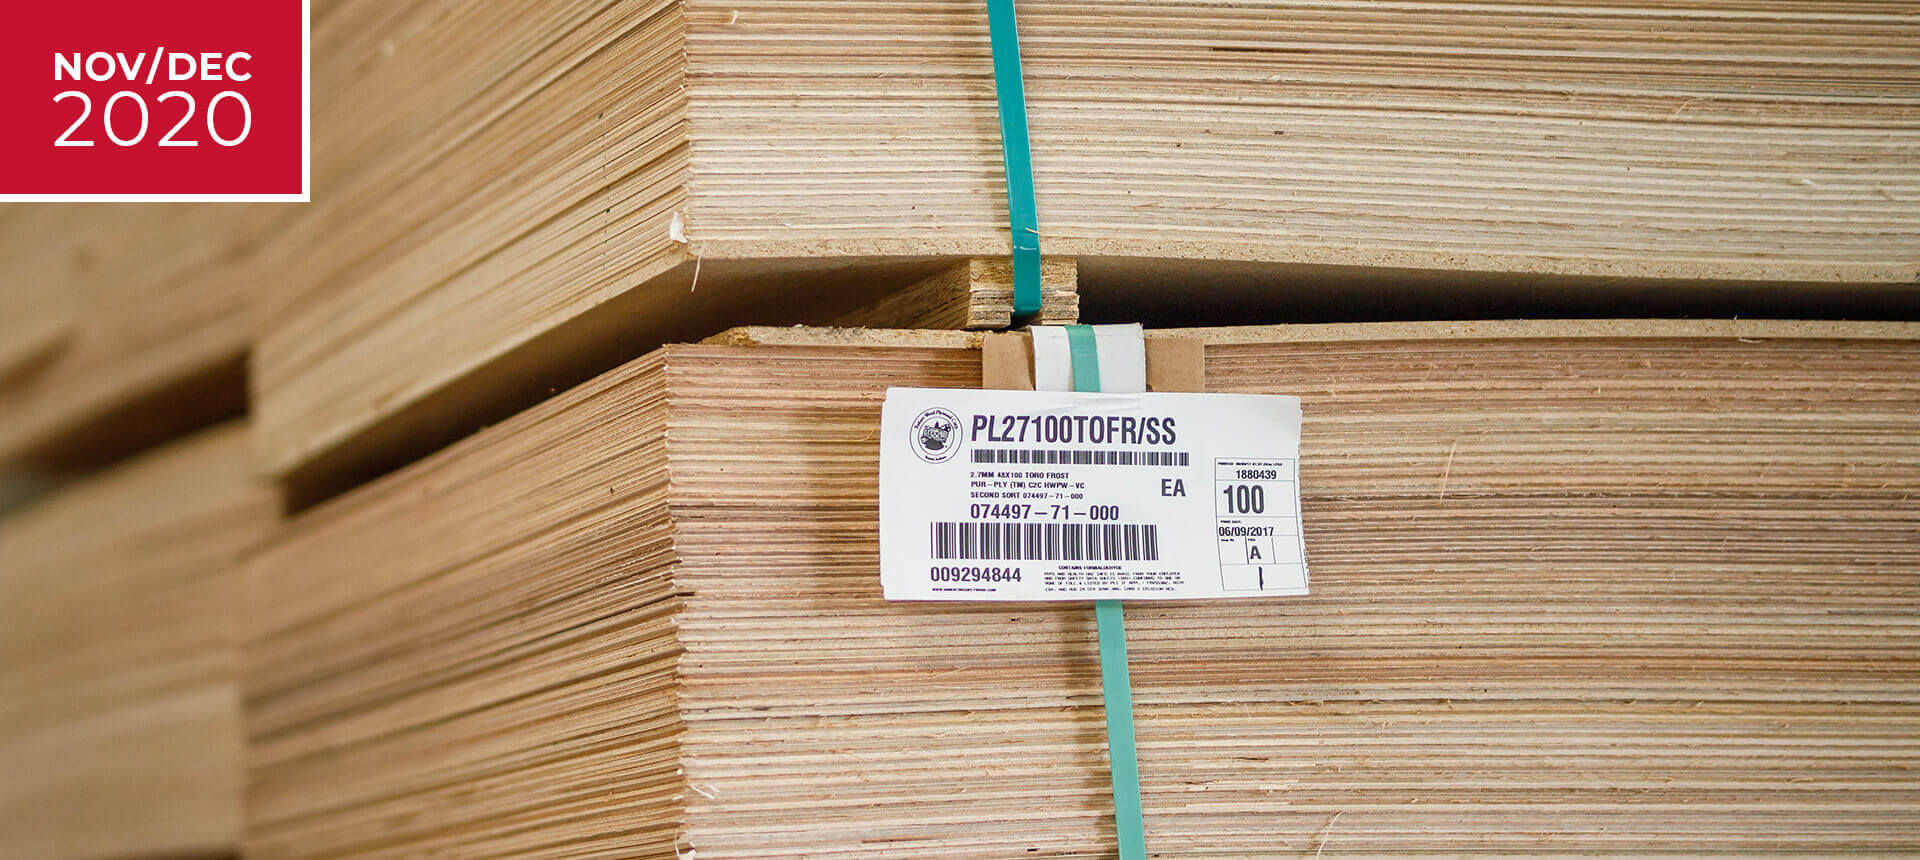 NOV/DEC
2020
PL27100TOFR/SS
2.7MM 48X100 TORO FROST
PUR-PLY (TM) C2C HWPW-VC
SECOND SORT 074497-71-000
EA
074497-71-000
009294844
CONTAINS FORMALDEHYDE
1880439
100
06/09/2017
A
1